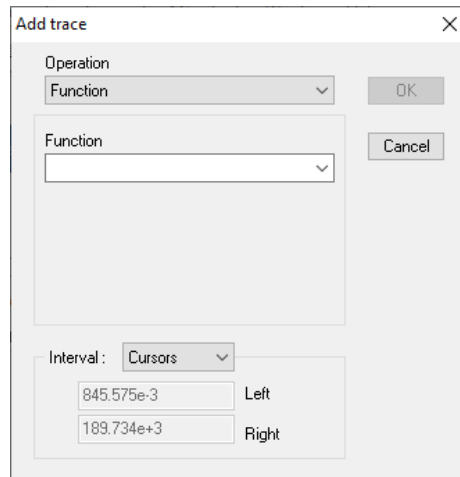 Add trace
Operation
Function
OK
Function
Cancel
Interval : Cursors
845.575e-3 Left
189.734e+3 Right